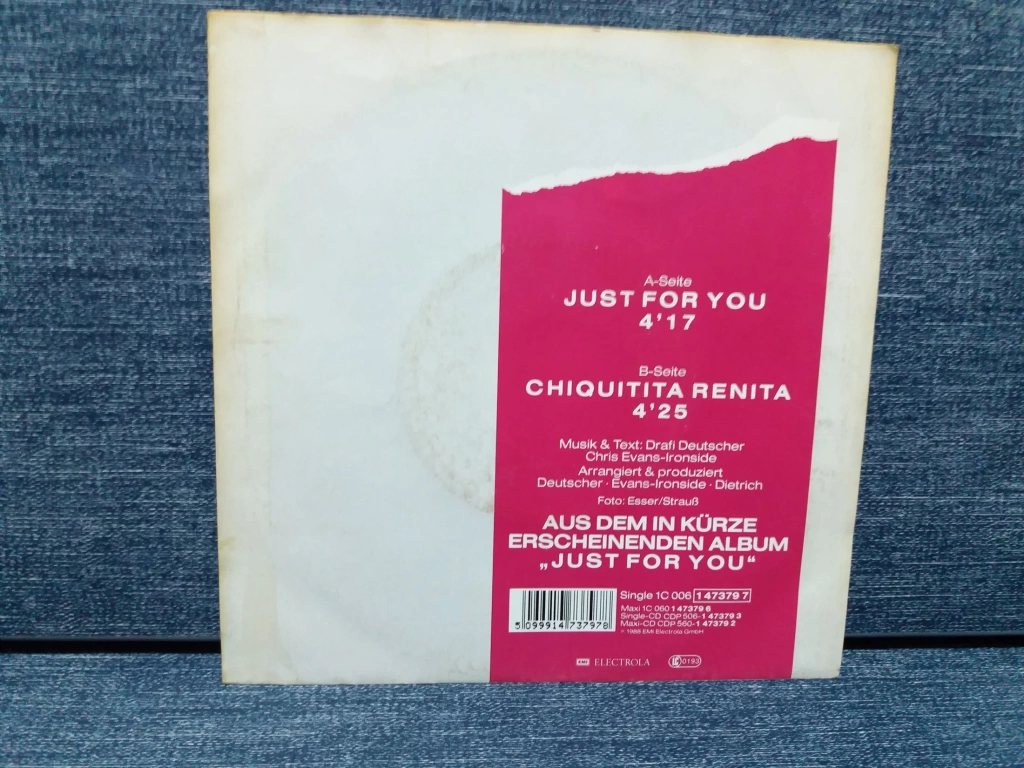 A-Seite
JUST FOR YOU
4'17
B-Seite
CHIQUITITA RENITA
4'25
Musik & Text: Drafi Deutscher
Chris Evans-Ironside
Arrangiert & produziert
Deutscher · Evans-Ironside · Dietrich
Foto: Esser/Strauß
AUS DEM IN KÜRZE
ERSCHEINENDEN ALBUM
„JUST FOR YOU“
Single 1C 006 1 47379 7
Maxi 1C 060 1 47379 6
Single-CD CDP 506-1 47379 3
Maxi-CD CDP 560-1 47379 2
℗ 1988 EMI Electrola GmbH
5 099914 737978
EMI ELECTROLA LC 0193